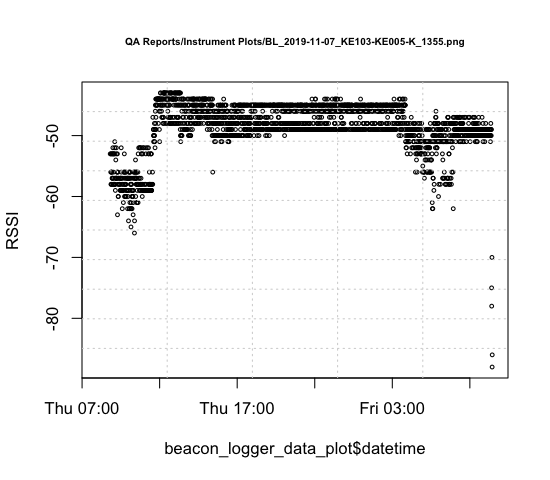 QA Reports/Instrument Plots/BL_2019-11-07_KE103-KE005-K_1355.png
RSSI
-50
-60
-70
-80
Thu 07:00 Thu 17:00 Fri 03:00
beacon_logger_data_plot$datetime